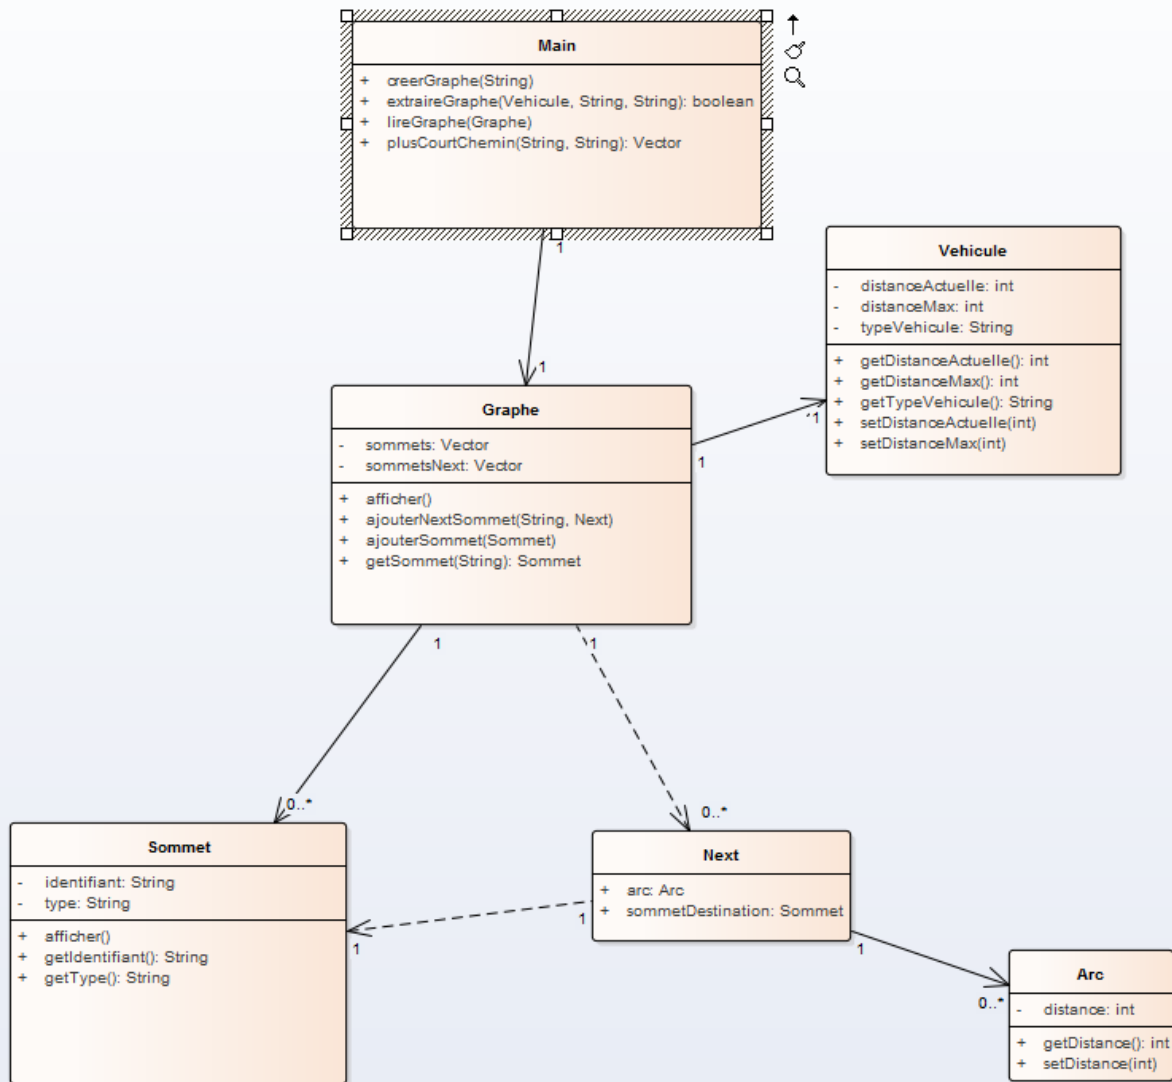 Main
+ creerGraphe(String)
+ extraireGraphe(Vehicule, String, String): boolean
+ lireGraphe(Graphe)
+ plusCourtChemin(String, String): Vector
1
1
Vehicule
- distanceActuelle: int
- distanceMax: int
- typeVehicule: String
+ getDistanceActuelle(): int
+ getDistanceMax(): int
+ getTypeVehicule(): String
+ setDistanceActuelle(int)
+ setDistanceMax(int)
Graphe
- sommets: Vector
- sommetsNext: Vector
+ afficher()
+ ajouterNextSommet(String, Next)
+ ajouterSommet(Sommet)
+ getSommet(String): Sommet
1
1
1
1
0..*
0..*
Sommet
- identifiant: String
- type: String
+ afficher()
+ getIdentifiant(): String
+ getType(): String
Next
+ arc: Arc
+ sommetDestination: Sommet
1
1
1
0..*
Arc
- distance: int
+ getDistance(): int
+ setDistance(int)